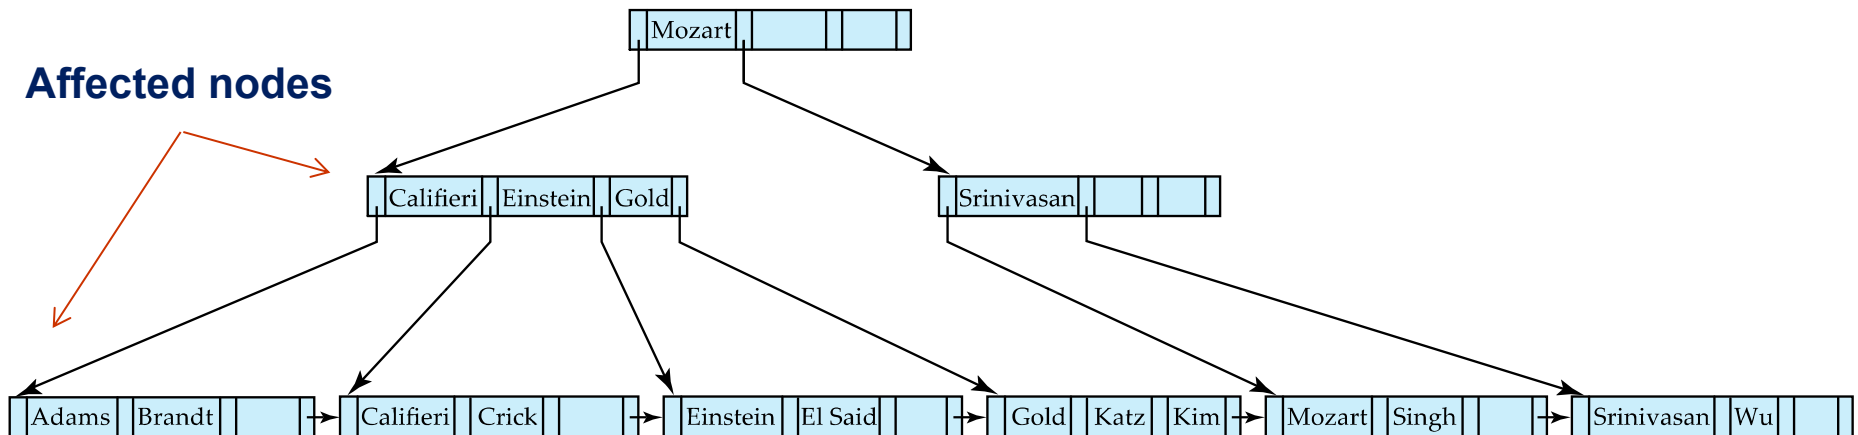 Mozart
Affected nodes
Califieri Einstein Gold
Srinivasan
Adams Brandt
Califieri Crick
Einstein El Said
Gold Katz Kim
Mozart Singh
Srinivasan Wu